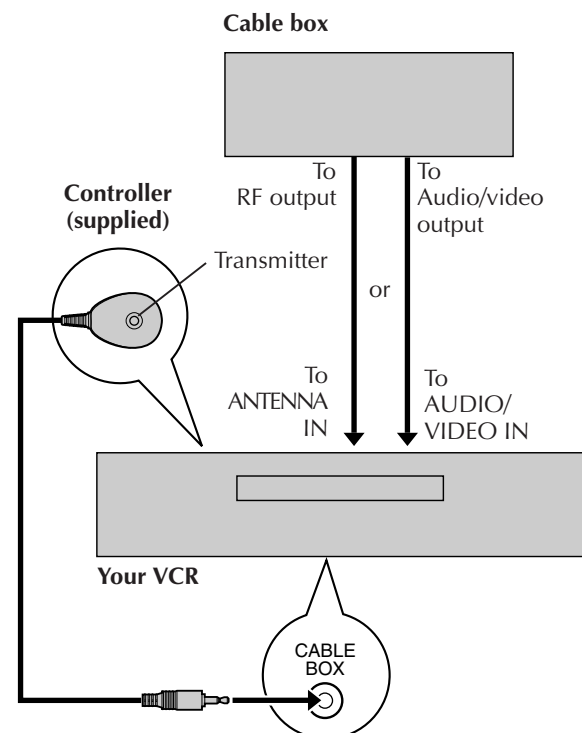 Cable box
To
RF output
To
Audio/video
output
Controller
(supplied)
Transmitter
or
To
ANTENNA
IN
To
AUDIO/
VIDEO IN
Your VCR
CABLE
BOX